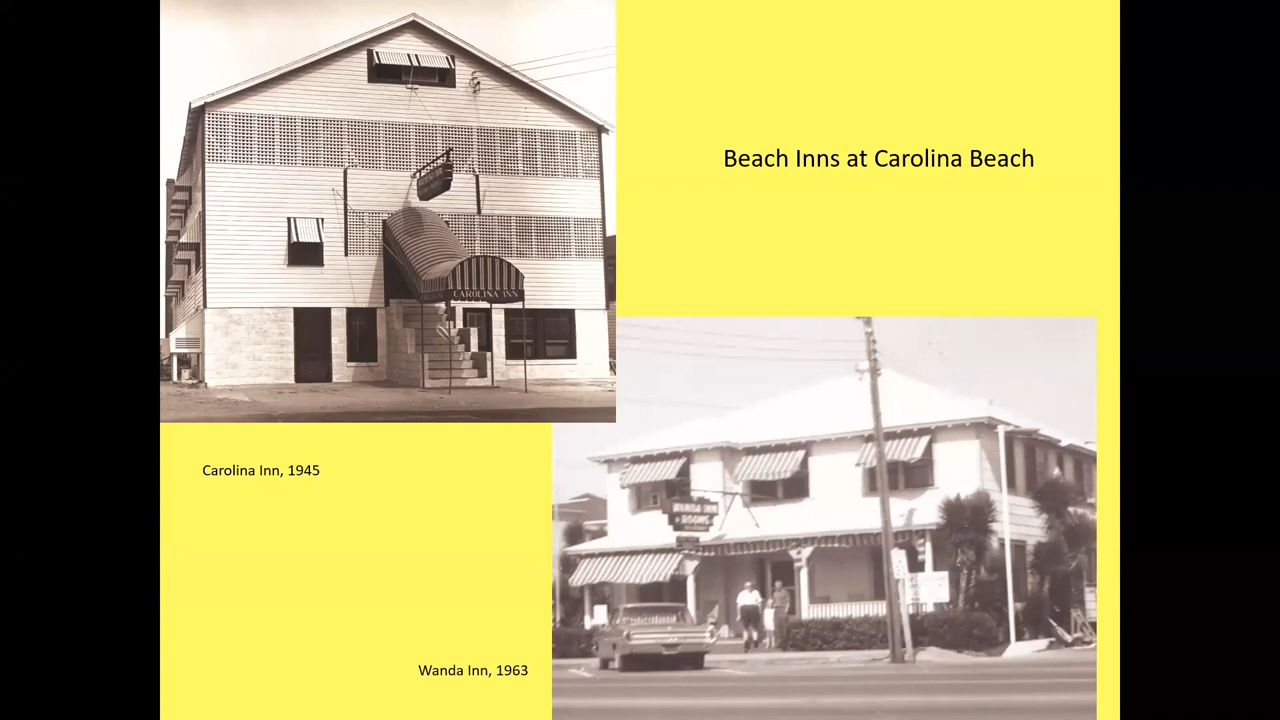 Beach Inns at Carolina Beach
CAROLINA INN
Carolina Inn, 1945
WANDA INN
ROOMS
Wanda Inn, 1963